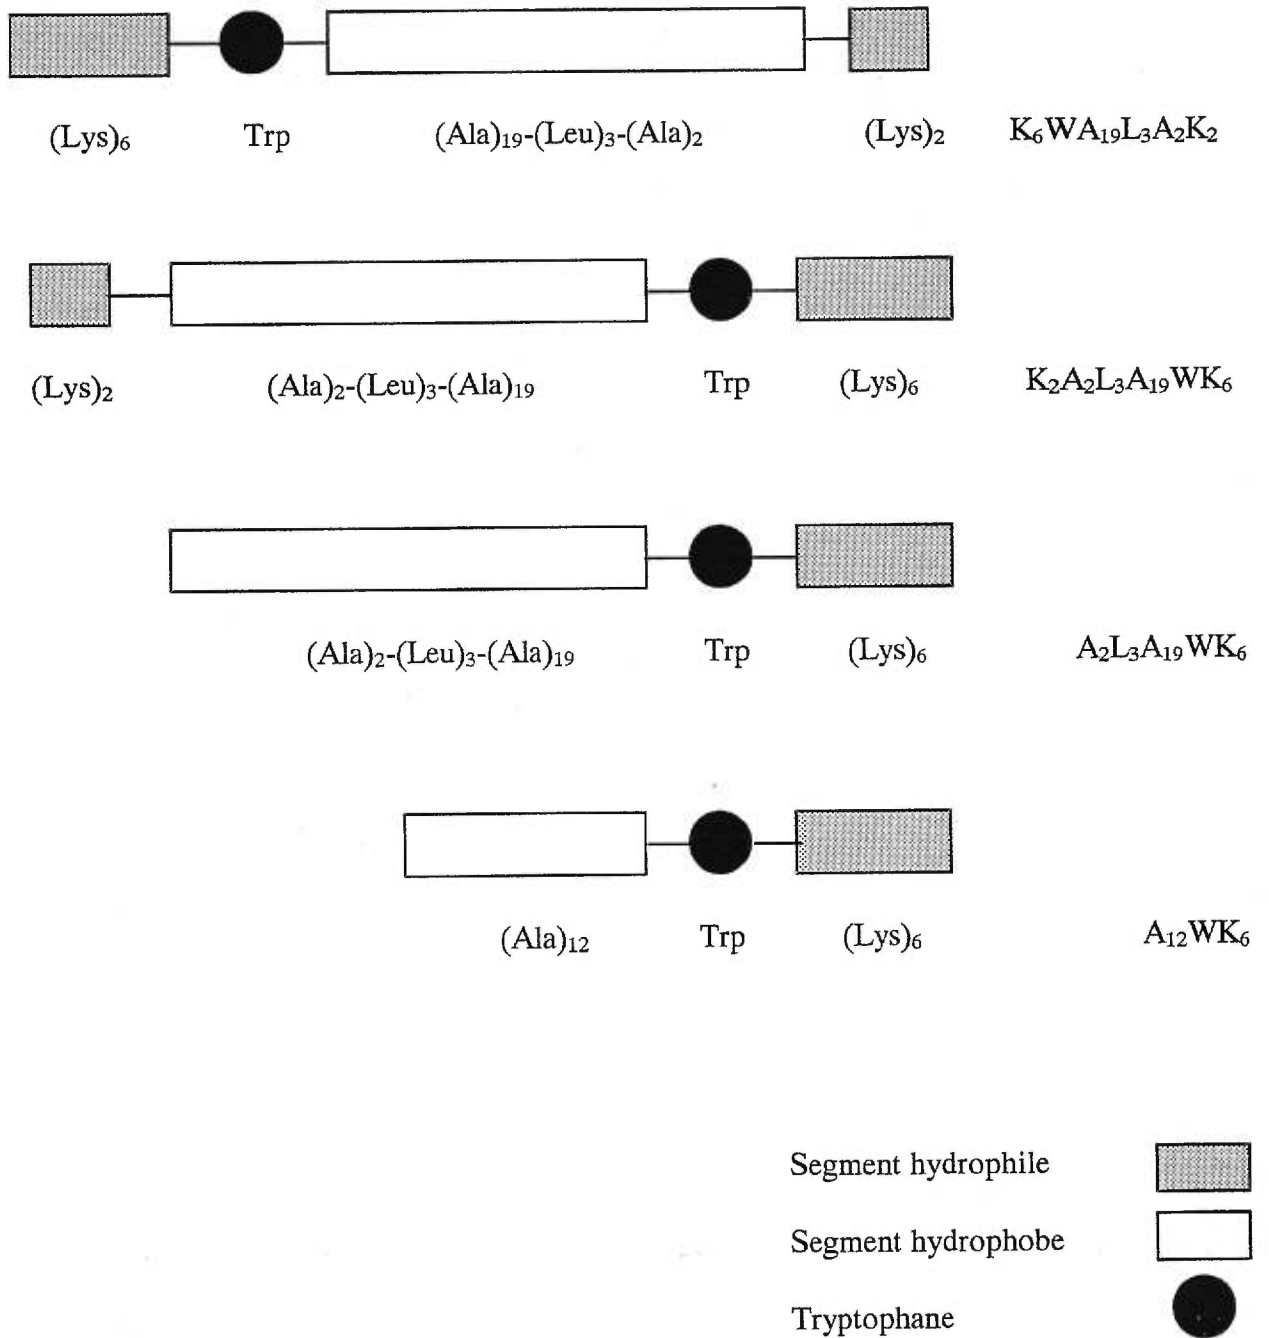 (Lys)₆ Trp (Ala)₁₉-(Leu)₃-(Ala)₂ (Lys)₂ K₆WA₁₉L₃A₂K₂
(Lys)₂ (Ala)₂-(Leu)₃-(Ala)₁₉ Trp (Lys)₆ K₂A₂L₃A₁₉WK₆
(Ala)₂-(Leu)₃-(Ala)₁₉ Trp (Lys)₆ A₂L₃A₁₉WK₆
(Ala)₁₂ Trp (Lys)₆ A₁₂WK₆
Segment hydrophile
Segment hydrophobe
Tryptophane